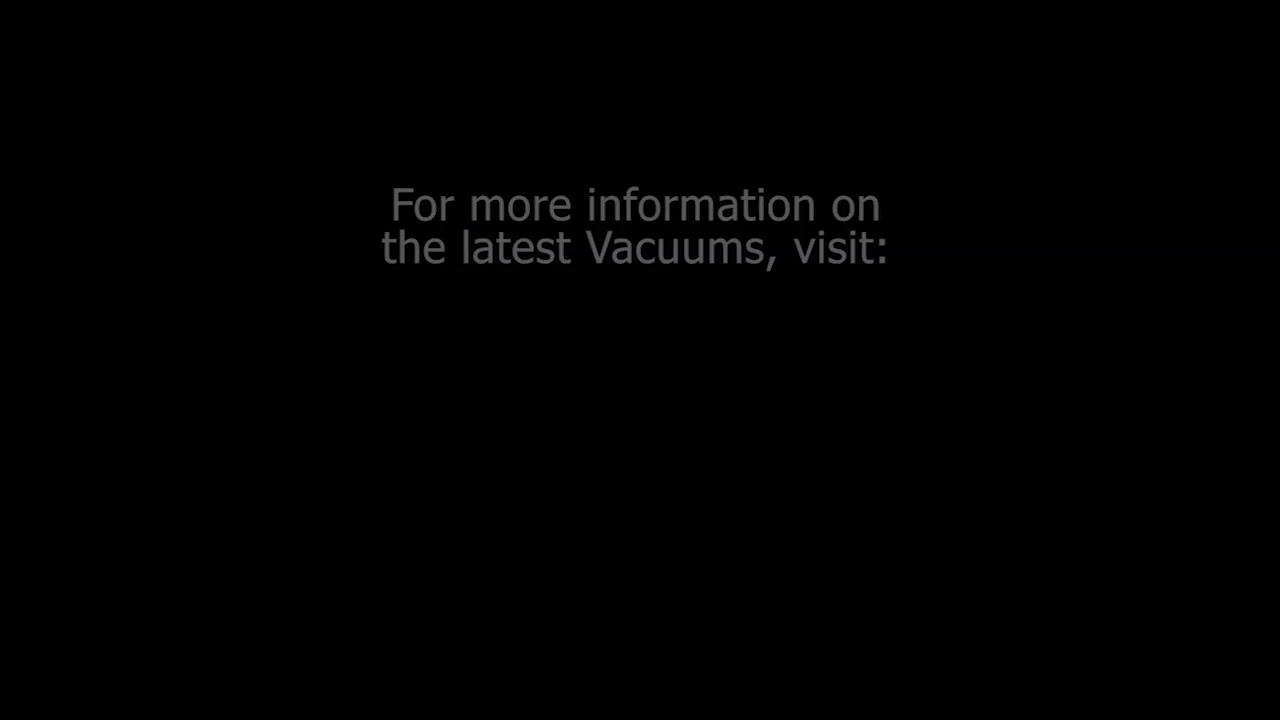 For more information on
the latest Vacuums, visit: